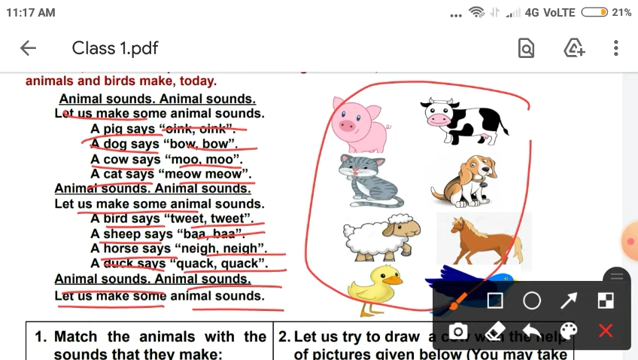 11:17 AM
... 4G VoLTE 21%
Class 1.pdf
animals and birds make, today.
Animal sounds. Animal sounds.
Let us make some animal sounds.
A pig says “oink, oink”.
A dog says “bow, bow”.
A cow says “moo, moo”.
A cat says “meow meow”.
Animal sounds. Animal sounds.
Let us make some animal sounds.
A bird says “tweet, tweet”.
A sheep says “baa, baa”.
A horse says “neigh, neigh”.
A duck says “quack, quack”.
Animal sounds. Animal sounds.
Let us make some animal sounds.
1. Match the animals with the
sounds that they make:
2. Let us try to draw a the help
of pictures given below (You may take